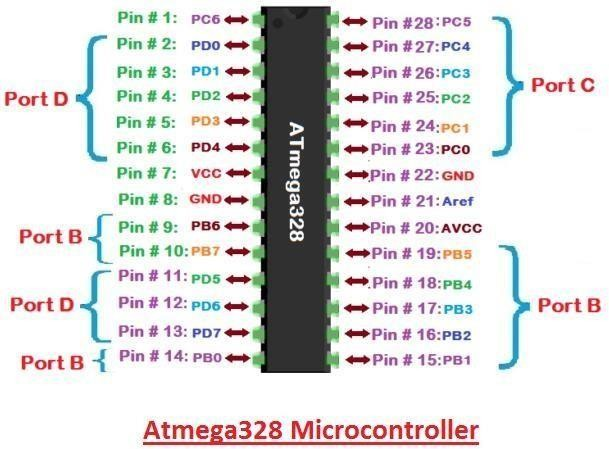 Pin # 1: PC6
Pin # 2: PD0
Pin # 3: PD1
Pin # 4: PD2
Pin # 5: PD3
Pin # 6: PD4
Pin # 7: VCC
Pin # 8: GND
Pin # 9: PB6
Pin # 10: PB7
Pin # 11: PD5
Pin # 12: PD6
Pin # 13: PD7
Pin # 14: PB0
Port D
Port B
Port D
Port B
ATmega328
Pin #28: PC5
Pin #27: PC4
Pin #26: PC3
Pin #25: PC2
Pin #24: PC1
Pin #23: PC0
Pin #22: GND
Pin #21: Aref
Pin #20: AVCC
Pin #19: PB5
Pin #18: PB4
Pin #17: PB3
Pin #16: PB2
Pin #15: PB1
Port C
Port B
Atmega328 Microcontroller